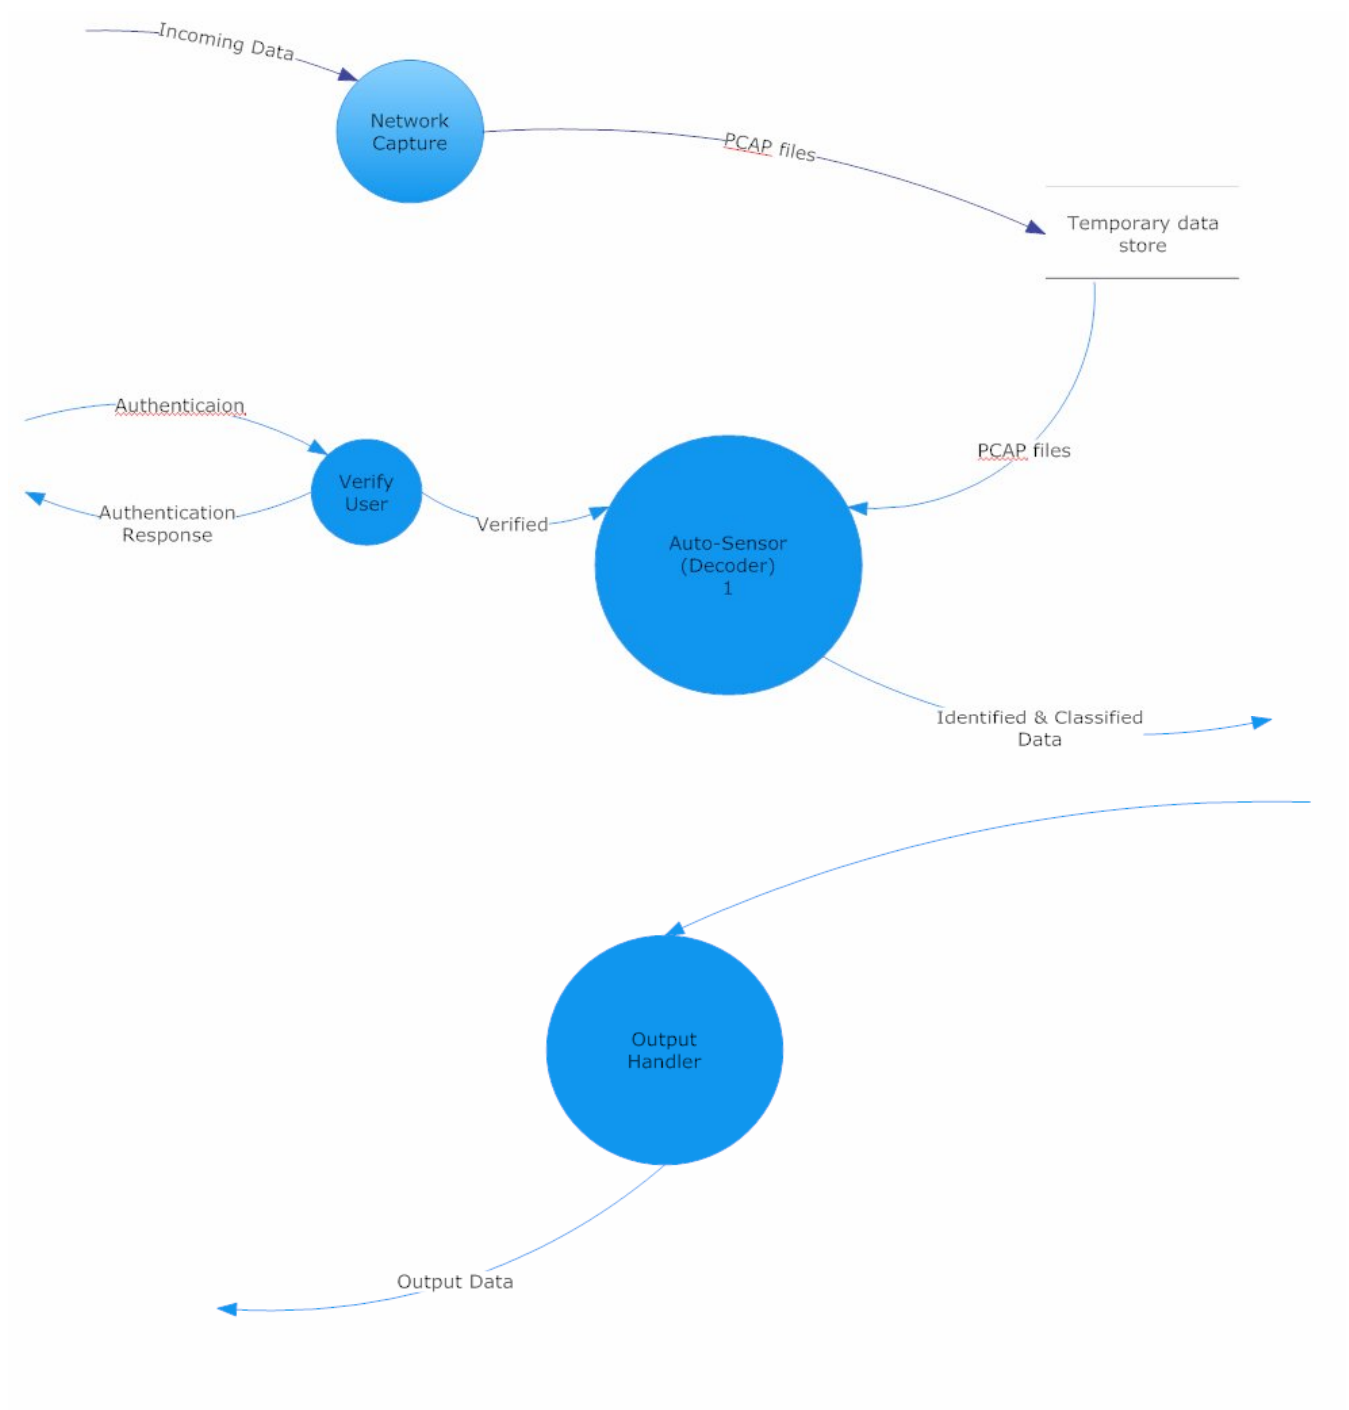 Incoming Data
Network
Capture
PCAP files
Temporary data
store
Authenticaion
Verify
User
Authentication
Response
Verified
PCAP files
Auto-Sensor
(Decoder)
1
Identified & Classified
Data
Output
Handler
Output Data